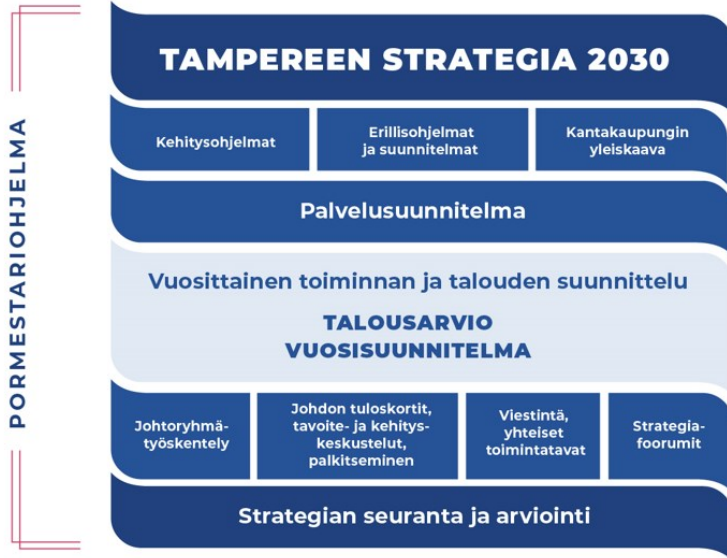 PORMESTARIOHJELMA
TAMPEREEN STRATEGIA 2030
Kehitysohjelmat
Erillisohjelmat
ja suunnitelmat
Kantakaupungin
yleiskaava
Palvelusuunnitelma
Vuosittainen toiminnan ja talouden suunnittelu
TALOUSARVIO
VUOSISUUNNITELMA
Johtoryhmä-
työskentely
Johdon tuloskortit,
tavoite- ja kehitys-
keskustelut,
palkitseminen
Viestintä,
yhteiset
toimintatavat
Strategia-
foorumit
Strategian seuranta ja arviointi